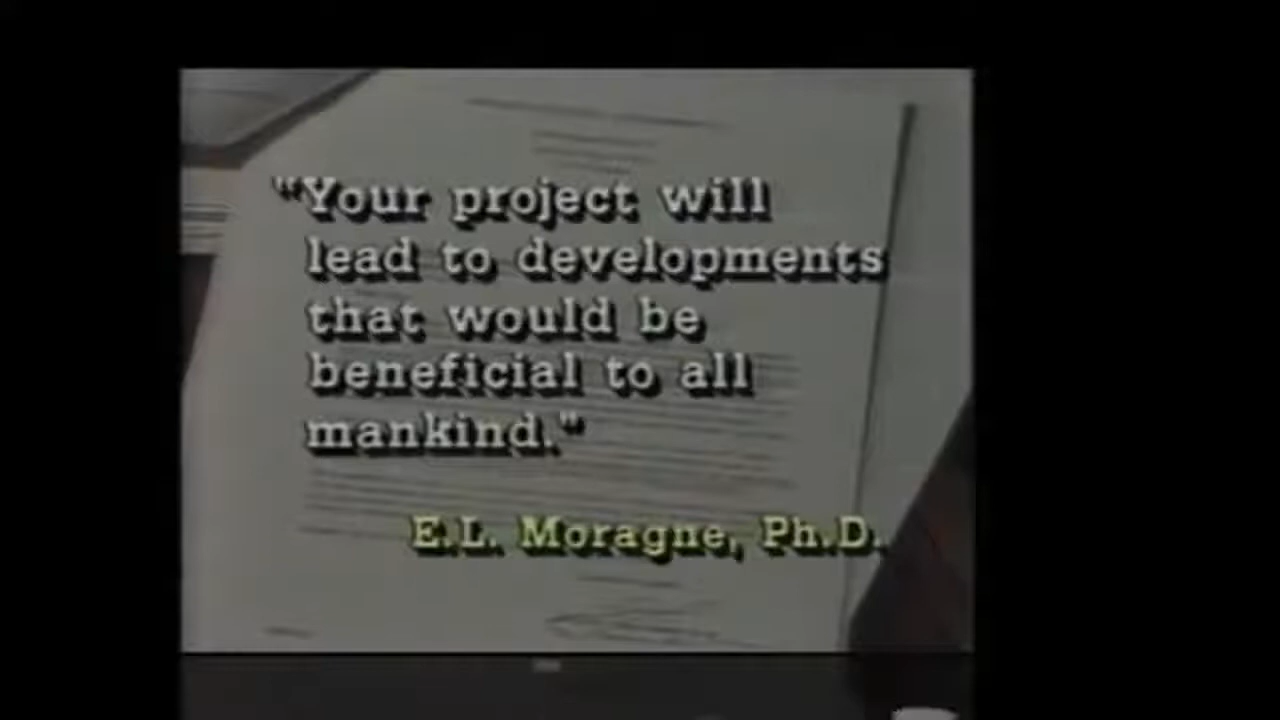 "Your project will
lead to developments
that would be
beneficial to all
mankind."
E.L. Moragne, Ph.D.